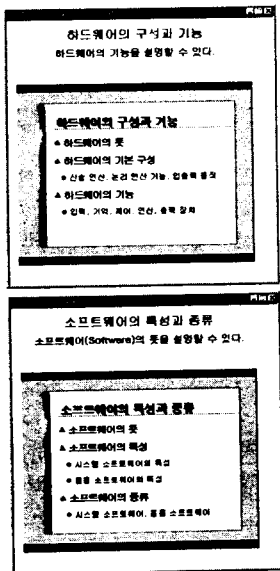 하드웨어의 구성과 기능
하드웨어의 기능을 설명할 수 있다.
하드웨어의 구성과 기능
▲ 하드웨어의 뜻
▲ 하드웨어의 기본 구성
● 산술 연산, 논리 연산 기능, 입출력 동작
▲ 하드웨어의 기능
● 입력, 기억, 제어, 연산, 출력 장치
소프트웨어의 특성과 종류
소프트웨어(Software)의 뜻을 설명할 수 있다.
소프트웨어의 특성과 종류
▲ 소프트웨어의 뜻
▲ 소프트웨어의 특성
● 시스템 소프트웨어의 특성
● 응용 소프트웨어의 특성
▲ 소프트웨어의 종류
● 시스템 소프트웨어, 응용 소프트웨어